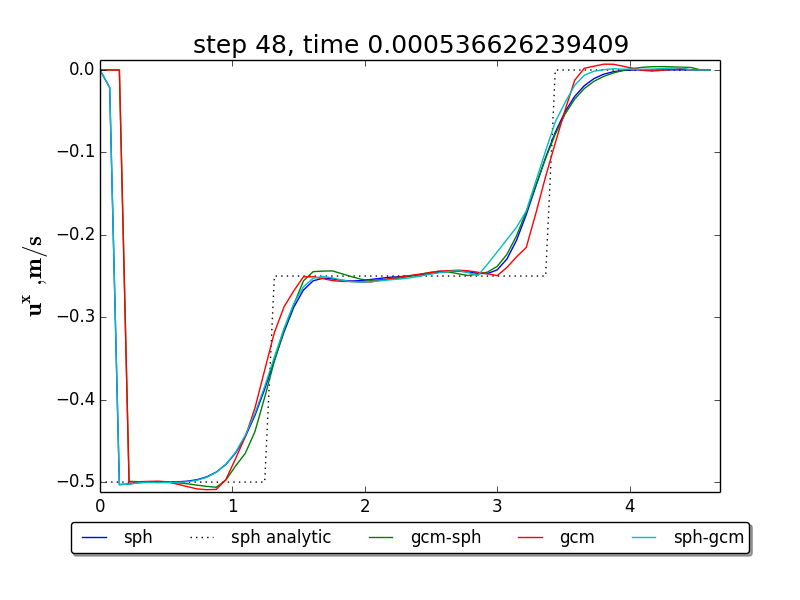 step 48, time 0.000536626239409
0.0
−0.1
−0.2
−0.3
−0.4
−0.5
u^x ,m/s
0 1 2 3 4
sph sph analytic gcm-sph gcm sph-gcm